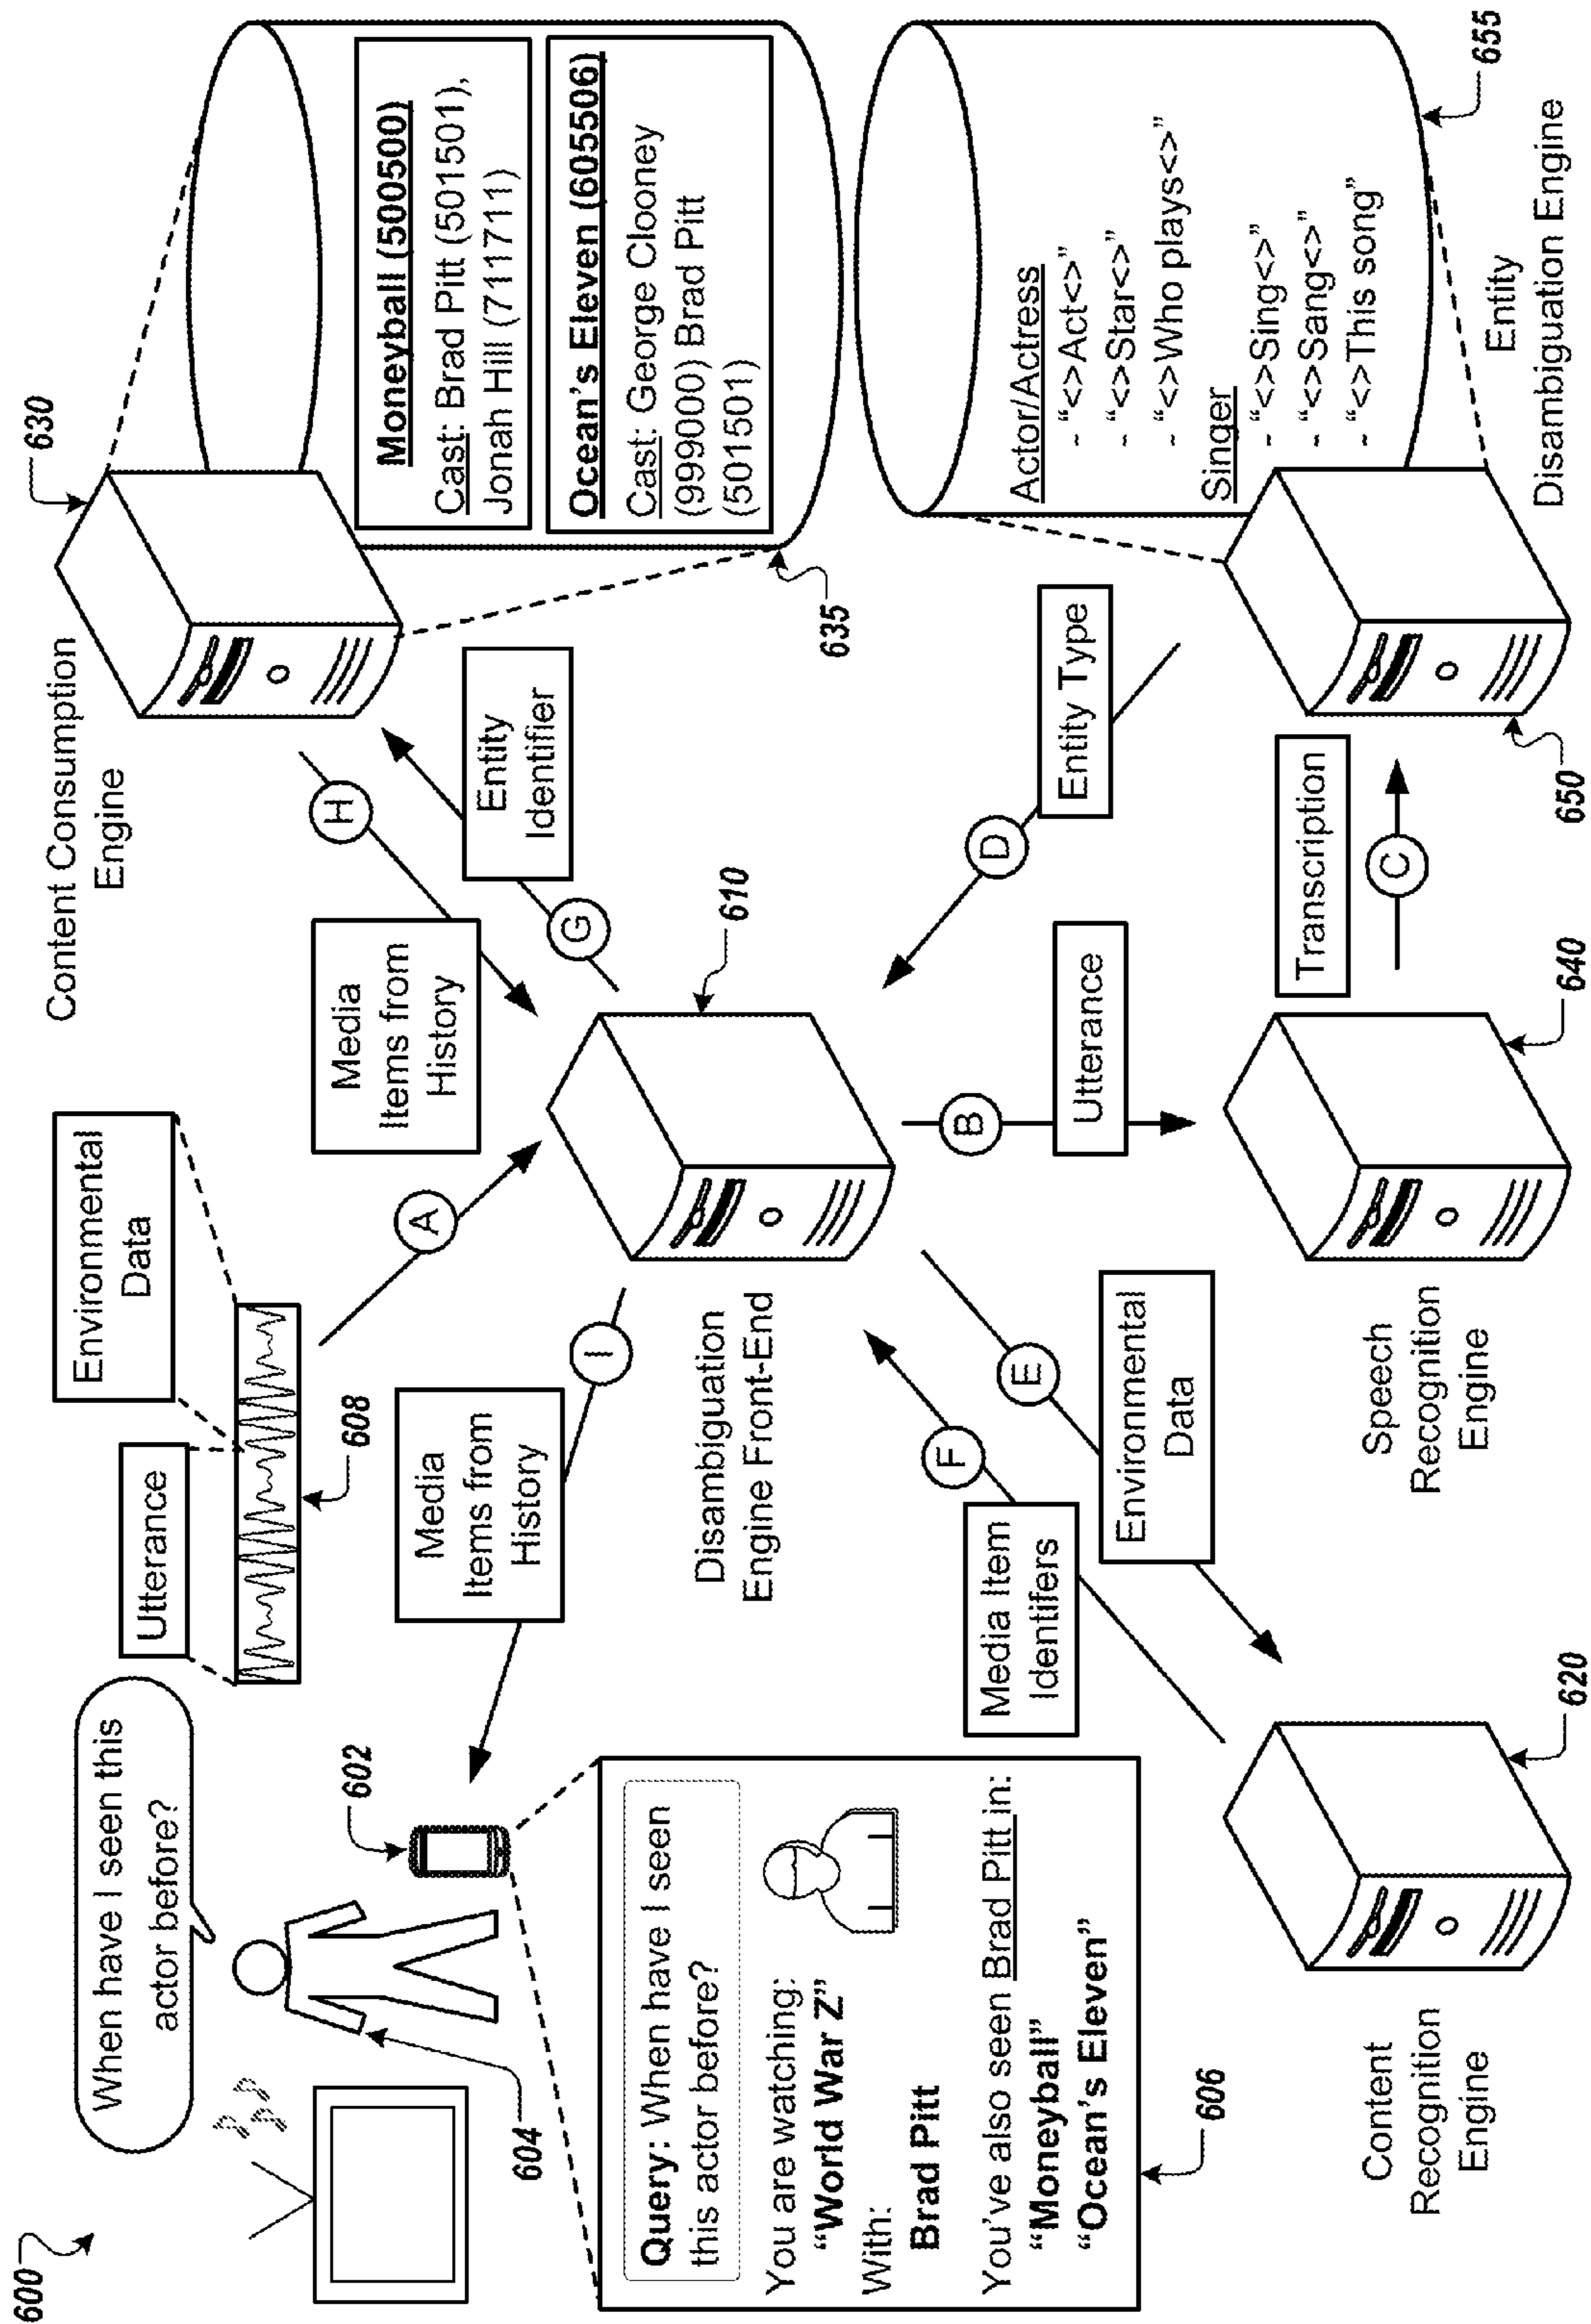 600
When have I seen this
actor before?
604
602
Utterance
Environmental
Data
608
A
Media
Items from
History
I
Query: When have I seen
this actor before?
You are watching:
“World War Z”
With:
Brad Pitt
You've also seen Brad Pitt in:
“Moneyball”
“Ocean's Eleven”
606
Disambiguation
Engine Front-End
610
Media
Items from
History
H
Entity
Identifier
G
Content Consumption
Engine
630
635
Moneyball (500500)
Cast: Brad Pitt (501501),
Jonah Hill (711711)
Ocean's Eleven (605506)
Cast: George Clooney
(999000) Brad Pitt
(501501)
F
Media Item
Identifers
E
Environmental
Data
B
Utterance
D
Entity Type
Content
Recognition
Engine
620
Speech
Recognition
Engine
640
Transcription
C
650
Actor/Actress
- “<>Act<>”
- “<>Star<>”
- “<>Who plays<>”
Singer
- “<>Sing<>”
- “<>Sang<>”
- “<>This song”
655
Entity
Disambiguation Engine